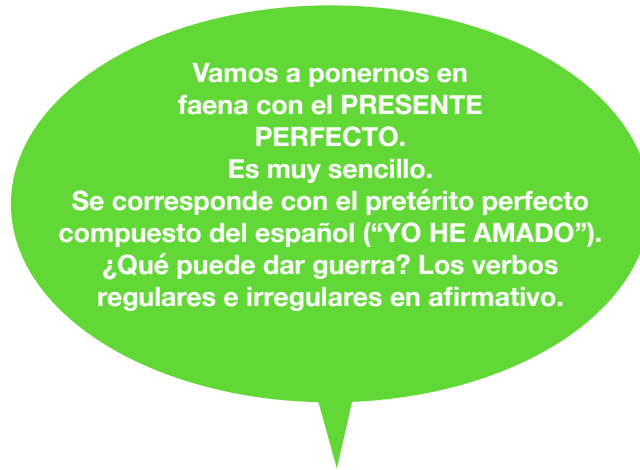 Vamos a ponernos en
faena con el PRESENTE
PERFECTO.
Es muy sencillo.
Se corresponde con el pretérito perfecto
compuesto del español (“YO HE AMADO”).
¿Qué puede dar guerra? Los verbos
regulares e irregulares en afirmativo.